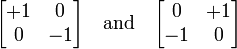 [+1 0] and [0 +1]
[0 -1] [-1 0]